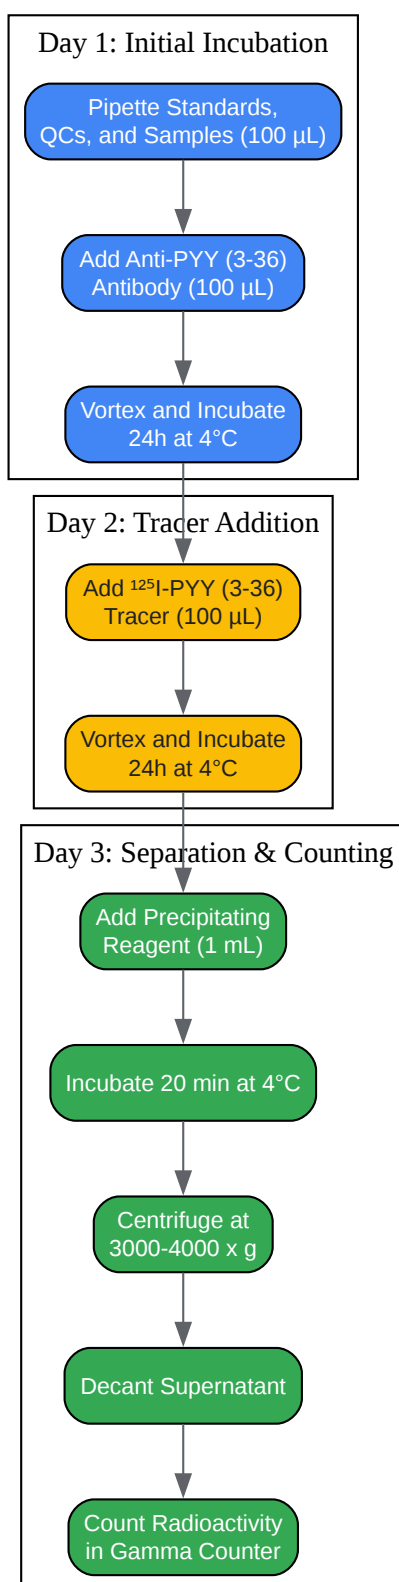 Day 1: Initial Incubation
Pipette Standards,
QCs, and Samples (100 µL)
Add Anti-PYY (3-36)
Antibody (100 µL)
Vortex and Incubate
24h at 4°C
Day 2: Tracer Addition
Add ¹²⁵I-PYY (3-36)
Tracer (100 µL)
Vortex and Incubate
24h at 4°C
Day 3: Separation & Counting
Add Precipitating
Reagent (1 mL)
Incubate 20 min at 4°C
Centrifuge at
3000-4000 x g
Decant Supernatant
Count Radioactivity
in Gamma Counter